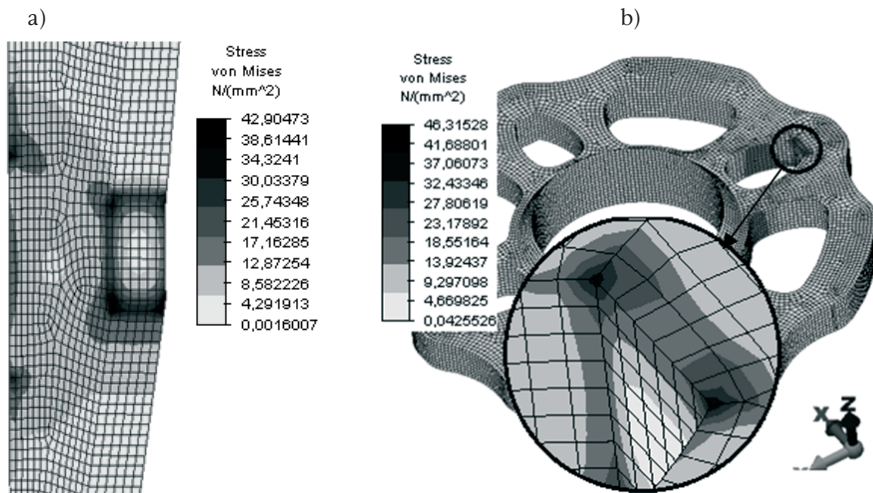 a)
b)
Stress
von Mises
N/(mm^2)
42,90473
38,61441
34,3241
30,03379
25,74348
21,45316
17,16285
12,87254
8,582226
4,291913
0,0016007
Stress
von Mises
N/(mm^2)
46,31528
41,68801
37,06073
32,43346
27,80619
23,17892
18,55164
13,92437
9,297098
4,669825
0,0425526
X
Z